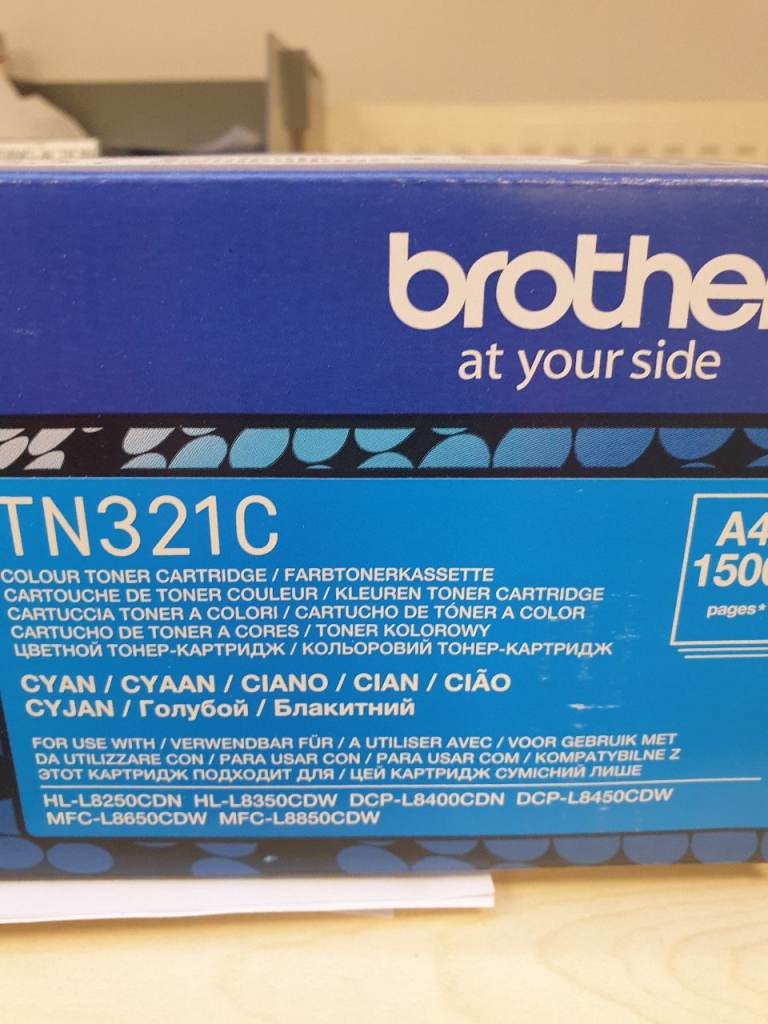 brother
at your side
TN321C
A4
1500
pages*
COLOUR TONER CARTRIDGE / FARBTONERKASSETTE
CARTOUCHE DE TONER COULEUR / KLEUREN TONER CARTRIDGE
CARTUCCIA TONER A COLORI / CARTUCHO DE TÓNER A COLOR
CARTUCHO DE TONER A CORES / TONER KOLOROWY
ЦВЕТНОЙ ТОНЕР-КАРТРИДЖ / КОЛЬОРОВИЙ ТОНЕР-КАРТРИДЖ
CYAN / CYAAN / CIANO / CIAN / CIÃO
CYJAN / Голубой / Блакитний
FOR USE WITH / VERWENDBAR FÜR / A UTILISER AVEC / VOOR GEBRUIK MET
DA UTILIZZARE CON / PARA USAR CON / PARA USAR COM / KOMPATYBILNE Z
ЭТОТ КАРТРИДЖ ПОДХОДИТ ДЛЯ / ЦЕЙ КАРТРИДЖ СУМІСНИЙ ЛИШЕ
HL-L8250CDN HL-L8350CDW DCP-L8400CDN DCP-L8450CDW
MFC-L8650CDW MFC-L8850CDW